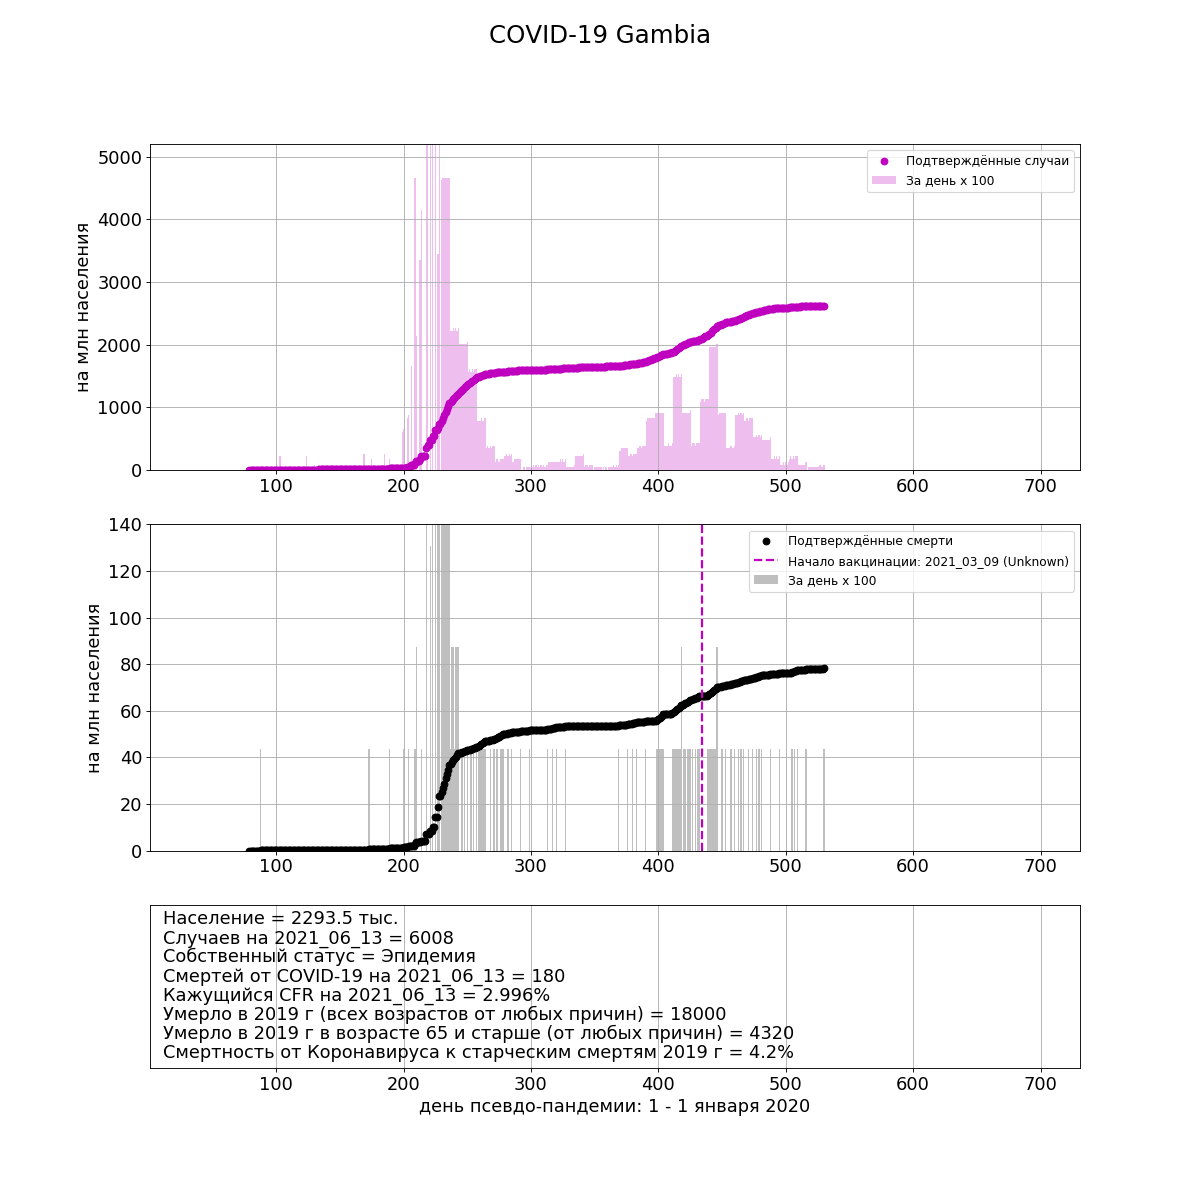 COVID-19 Gambia
5000
4000
3000
2000
1000
0
на млн населения
Подтверждённые случаи
За день x 100
100 200 300 400 500 600 700
140
120
100
80
60
40
20
0
на млн населения
Подтверждённые смерти
Начало вакцинации: 2021_03_09 (Unknown)
За день x 100
100 200 300 400 500 600 700
Население = 2293.5 тыс.
Случаев на 2021_06_13 = 6008
Собственный статус = Эпидемия
Смертей от COVID-19 на 2021_06_13 = 180
Кажущийся CFR на 2021_06_13 = 2.996%
Умерло в 2019 г (всех возрастов от любых причин) = 18000
Умерло в 2019 г в возрасте 65 и старше (от любых причин) = 4320
Смертность от Коронавируса к старческим смертям 2019 г = 4.2%
100 200 300 400 500 600 700
день псевдо-пандемии: 1 - 1 января 2020